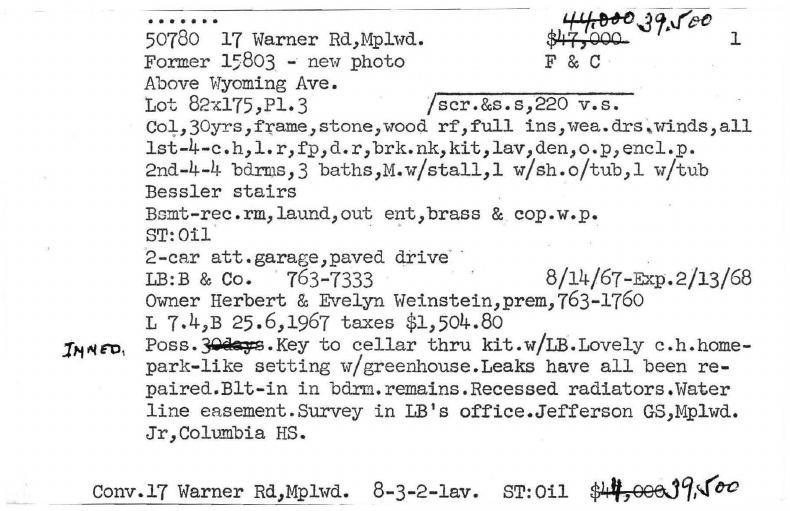 .......
44,000 39,500
50780 17 Warner Rd,Mplwd. $47,000 1
Former 15803 - new photo F & C
Above Wyoming Ave.
Lot 82x175,Pl.3 /scr.&s.s,220 v.s.
Col,30yrs,frame,stone,wood rf,full ins,wea.drs.winds,all
1st-4-c.h,l.r,fp,d.r,brk.nk,kit,lav,den,o.p,encl.p.
2nd-4-4 bdrms,3 baths,M.w/stall,1 w/sh.o/tub,1 w/tub
Bessler stairs
Bsmt-rec.rm,laund,out ent,brass & cop.w.p.
ST:Oil
2-car att.garage,paved drive
LB:B & Co. 763-7333 8/14/67-Exp.2/13/68
Owner Herbert & Evelyn Weinstein,prem,763-1760
L 7.4,B 25.6,1967 taxes $1,504.80
IMMED. Poss.30days.Key to cellar thru kit.w/LB.Lovely c.h.home-
park-like setting w/greenhouse.Leaks have all been re-
paired.Blt-in in bdrm.remains.Recessed radiators.Water
line easement.Survey in LB's office.Jefferson GS,Mplwd.
Jr,Columbia HS.
Conv.17 Warner Rd,Mplwd. 8-3-2-lav. ST:Oil $44,000 39,500